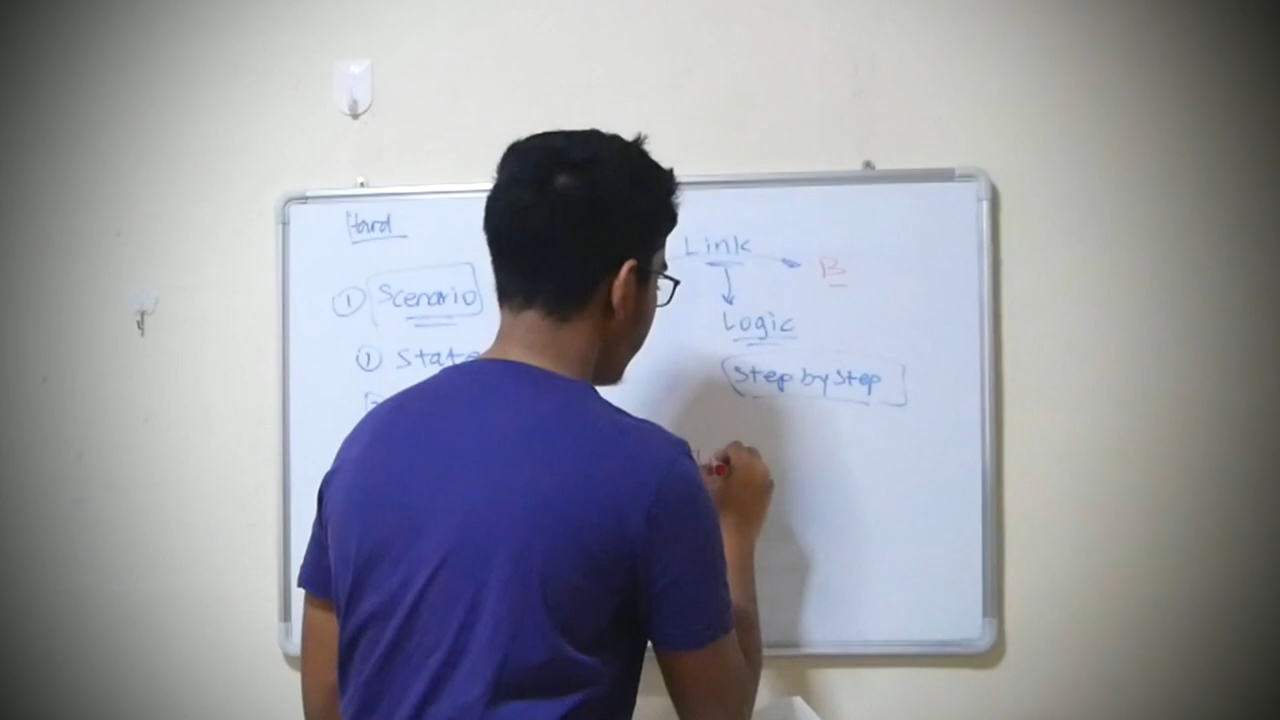 Hard
① Scenario
① State
Link
B
Logic
Step by step